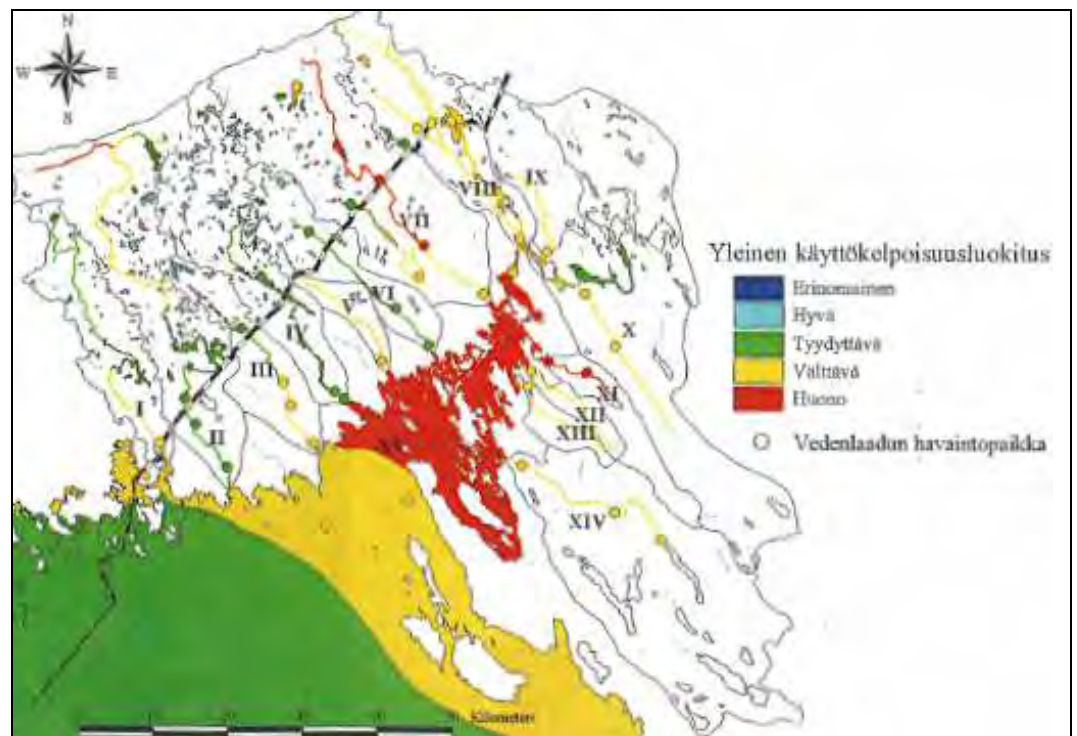 N
W E
S
IX
VIII
VII
VI
V
IV
X
III
I
XI
II
XII
XIII
XIV
Yleinen käyttökelpoisuusluokitus
Erinomainen
Hyvä
Tyydyttävä
Välttävä
Huono
Vedenlaadun havaintopaikka
Kilometers